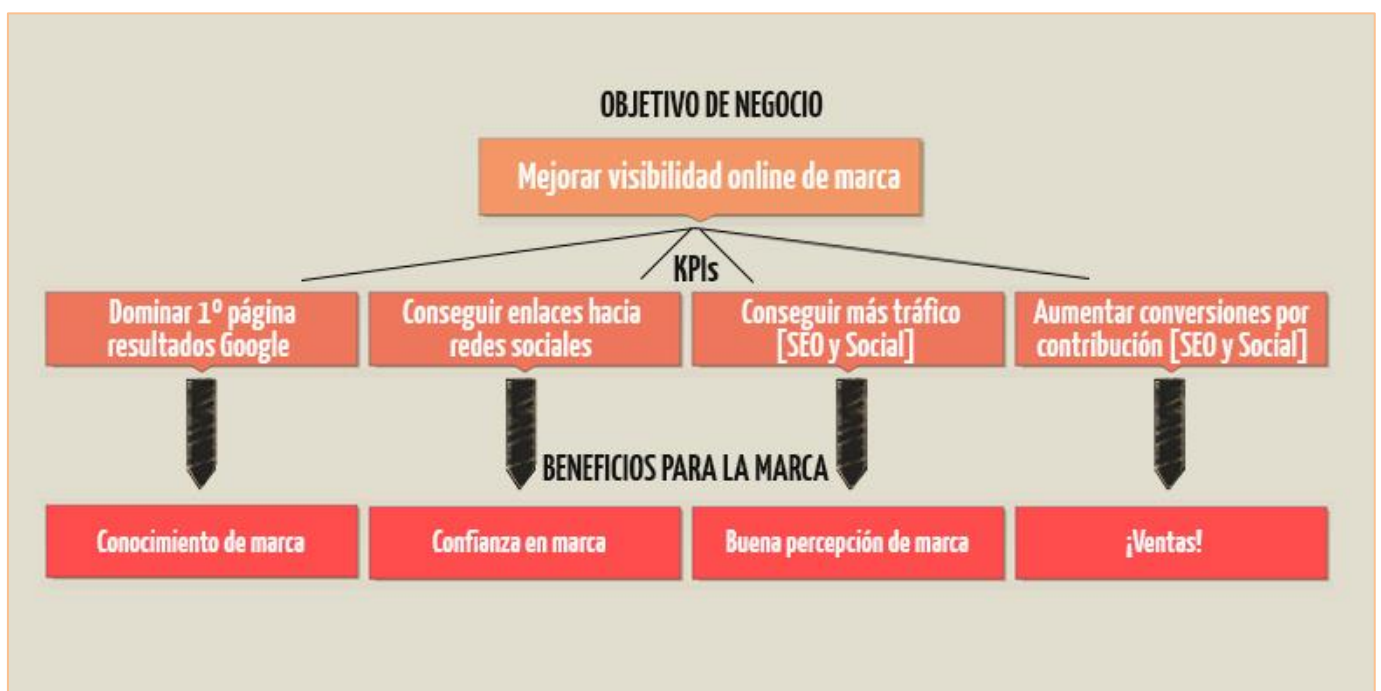 OBJETIVO DE NEGOCIO
Mejorar visibilidad online de marca
KPIs
Dominar 1º página
resultados Google
Conseguir enlaces hacia
redes sociales
Conseguir más tráfico
[SEO y Social]
Aumentar conversiones por
contribución [SEO y Social]
BENEFICIOS PARA LA MARCA
Conocimiento de marca
Confianza en marca
Buena percepción de marca
¡Ventas!